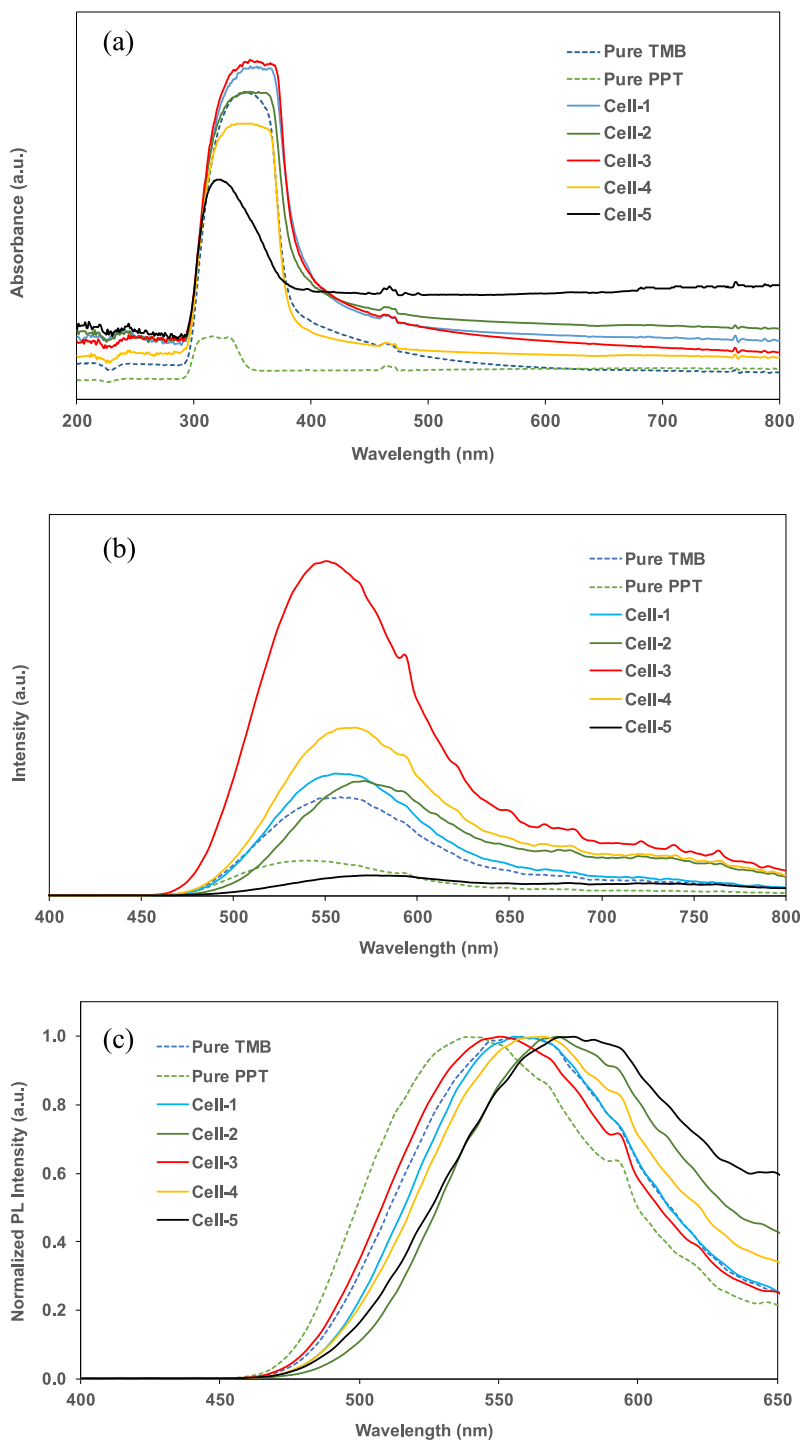 (a)
Pure TMB
Pure PPT
Cell-1
Cell-2
Cell-3
Cell-4
Cell-5
Absorbance (a.u.)
200 300 400 500 600 700 800
Wavelength (nm)
(b)
Pure TMB
Pure PPT
Cell-1
Cell-2
Cell-3
Cell-4
Cell-5
Intensity (a.u.)
400 450 500 550 600 650 700 750 800
Wavelength (nm)
(c)
Pure TMB
Pure PPT
Cell-1
Cell-2
Cell-3
Cell-4
Cell-5
Normalized PL Intensity (a.u.)
1.0
0.8
0.6
0.4
0.2
0.0
400 450 500 550 600 650
Wavelength (nm)